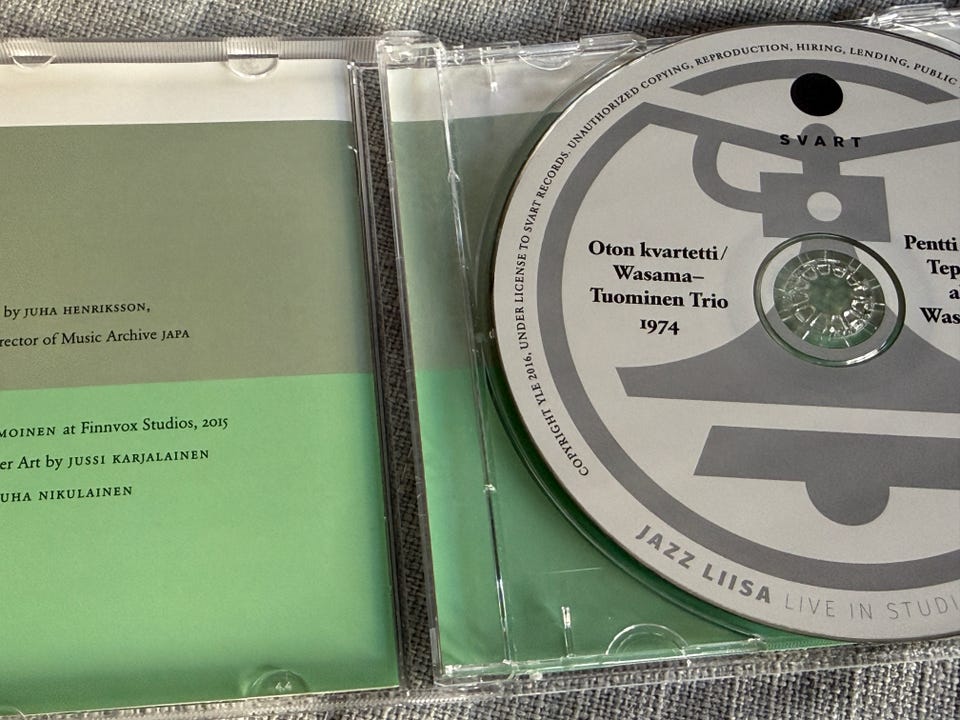 by JUHA HENRIKSSON,
rector of Music Archive JAPA
MOINEN at Finnvox Studios, 2015
er Art by JUSSI KARJALAINEN
UHA NIKULAINEN
COPYRIGHT YLE 2016, UNDER LICENSE TO SVART RECORDS. UNAUTHORIZED COPYING, REPRODUCTION, HIRING, LENDING, PUBLIC
SVART
Oton kvartetti/
Wasama–
Tuominen Trio
1974
Pentti
Tep
al
Was
JAZZ LIISA LIVE IN STUDI
44